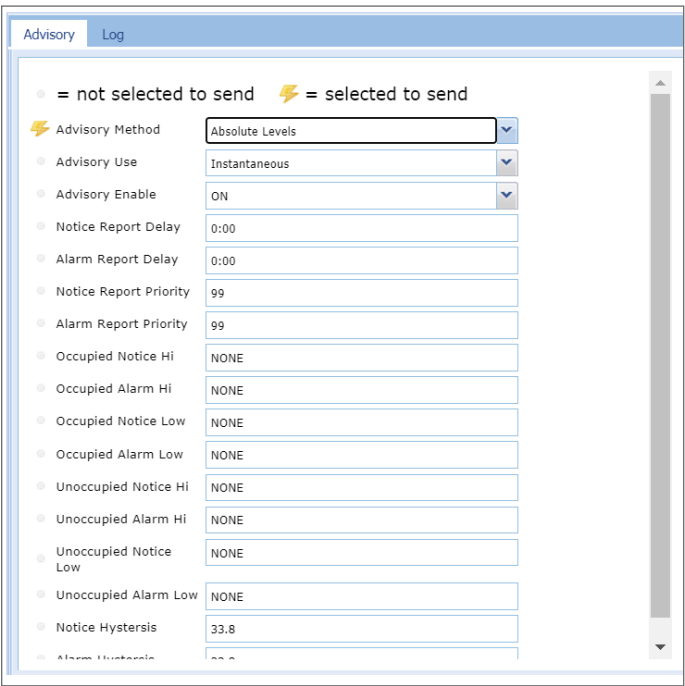 Advisory Log
= not selected to send = selected to send
Advisory Method Absolute Levels
Advisory Use Instantaneous
Advisory Enable ON
Notice Report Delay 0:00
Alarm Report Delay 0:00
Notice Report Priority 99
Alarm Report Priority 99
Occupied Notice Hi NONE
Occupied Alarm Hi NONE
Occupied Notice Low NONE
Occupied Alarm Low NONE
Unoccupied Notice Hi NONE
Unoccupied Alarm Hi NONE
Unoccupied Notice NONE
Low
Unoccupied Alarm Low NONE
Notice Hystersis 33.8
Alarm Hystersis